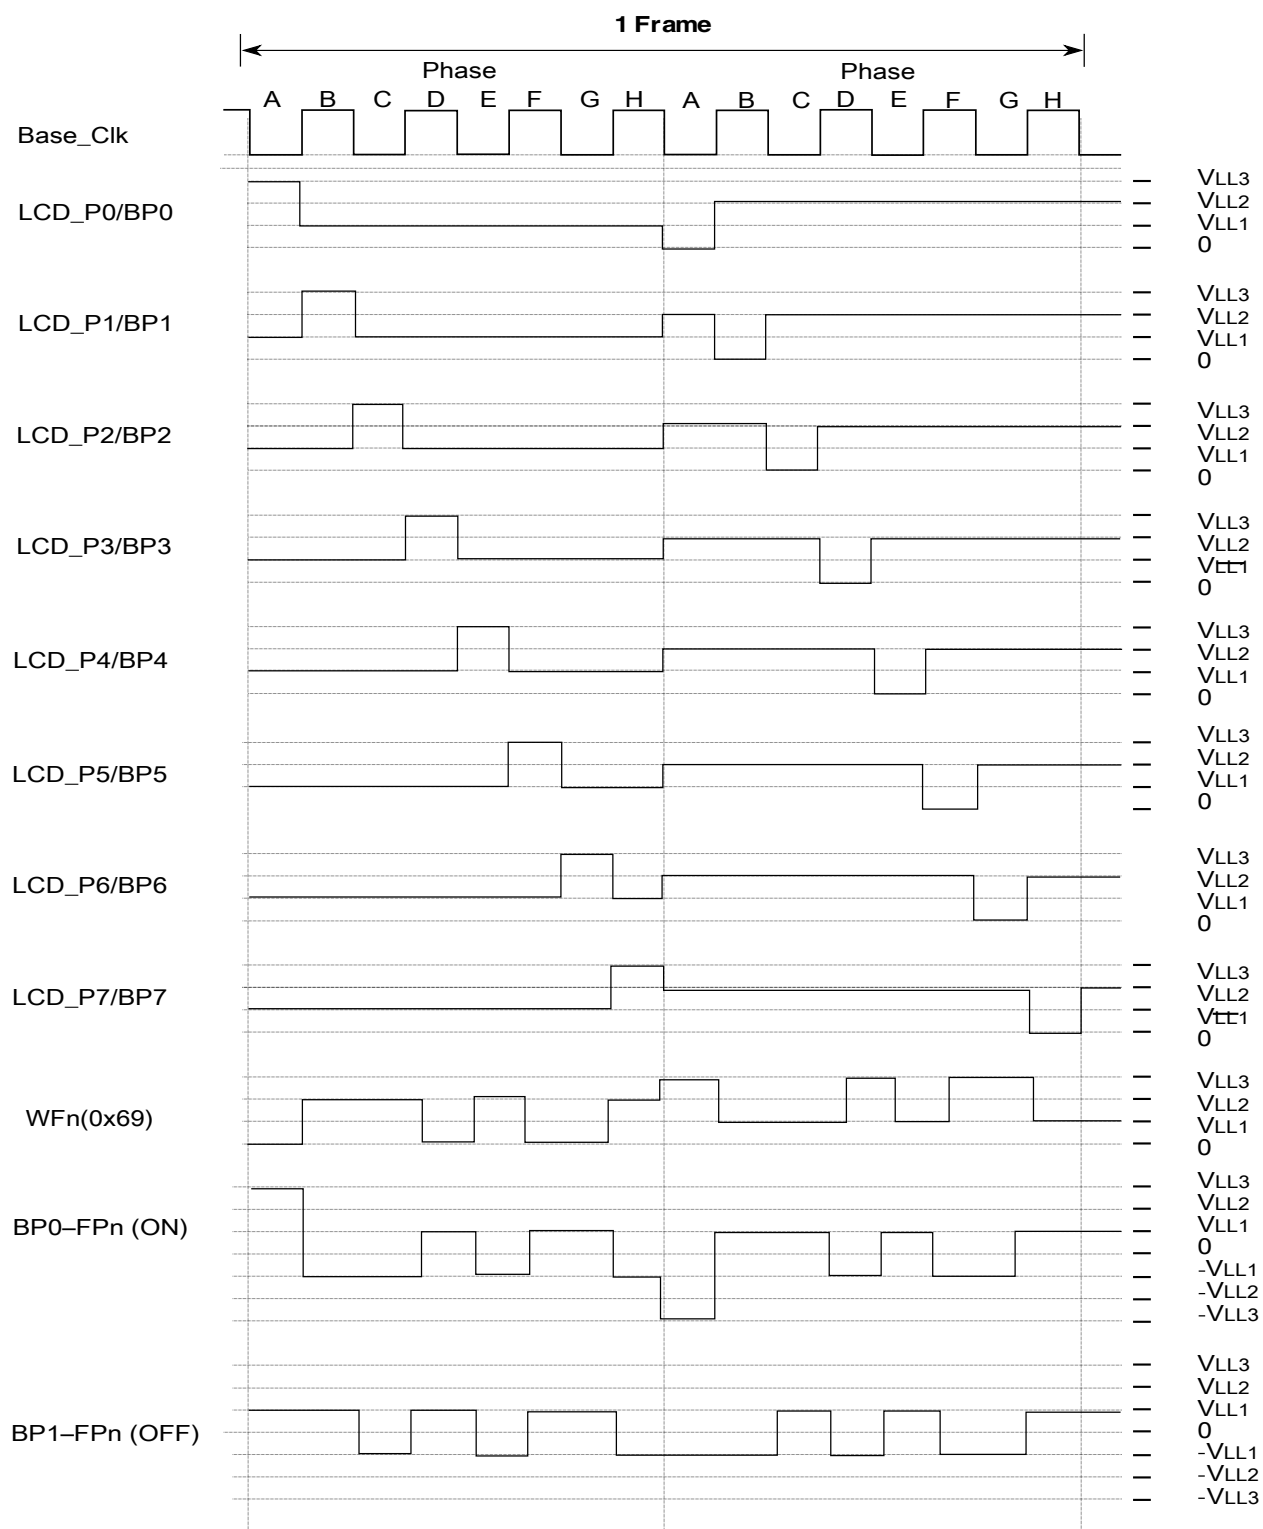 1 Frame
Phase Phase
A B C D E F G H A B C D E F G H
Base_Clk
LCD_P0/BP0
VLL3
VLL2
VLL1
0
LCD_P1/BP1
VLL3
VLL2
VLL1
0
LCD_P2/BP2
VLL3
VLL2
VLL1
0
LCD_P3/BP3
VLL3
VLL2
VLL1
0
LCD_P4/BP4
VLL3
VLL2
VLL1
0
LCD_P5/BP5
VLL3
VLL2
VLL1
0
LCD_P6/BP6
VLL3
VLL2
VLL1
0
LCD_P7/BP7
VLL3
VLL2
VLL1
0
WFn(0x69)
VLL3
VLL2
VLL1
0
BP0–FPn (ON)
VLL3
VLL2
VLL1
0
-VLL1
-VLL2
-VLL3
BP1–FPn (OFF)
VLL3
VLL2
VLL1
0
-VLL1
-VLL2
-VLL3